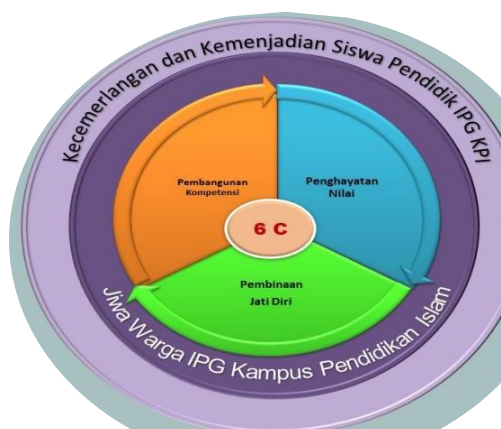 Kecemerlangan dan Kemenjadian Siswa Pendidik IPG KPI
Pembangunan
Kompetensi
Penghayatan
Nilai
6 C
Pembinaan
Jati Diri
Jiwa Warga IPG Kampus Pendidikan Islam